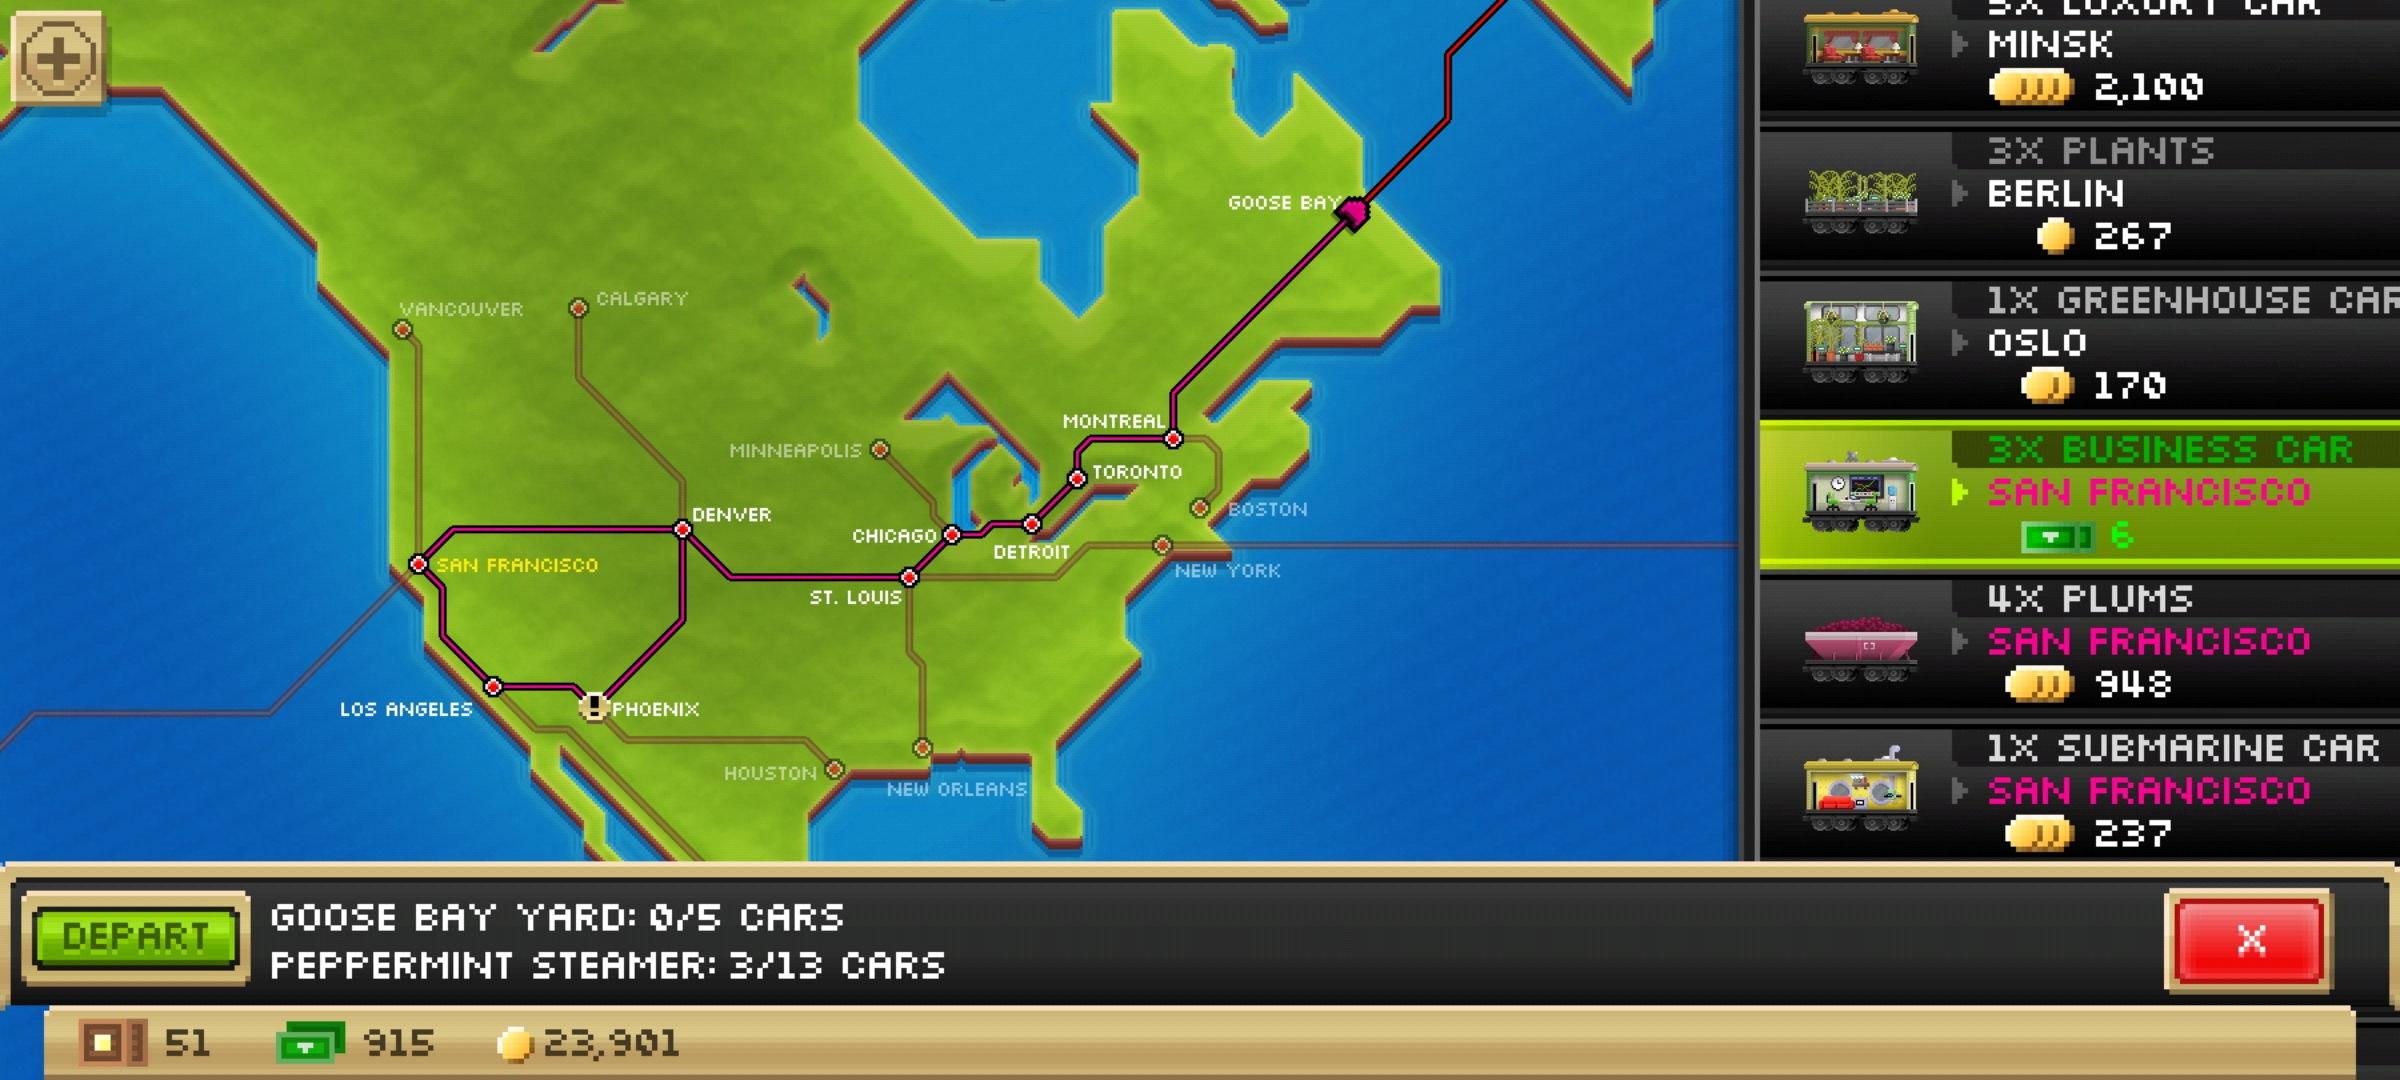 GOOSE BAY
VANCOUVER
CALGARY
MINNEAPOLIS
MONTREAL
TORONTO
BOSTON
DENVER
CHICAGO
DETROIT
NEW YORK
SAN FRANCISCO
ST. LOUIS
LOS ANGELES
! PHOENIX
HOUSTON
NEW ORLEANS
LUXURY CAR
MINSK
2,100
3X PLANTS
BERLIN
267
1X GREENHOUSE CAR
OSLO
170
3X BUSINESS CAR
SAN FRANCISCO
6
4X PLUMS
SAN FRANCISCO
948
1X SUBMARINE CAR
SAN FRANCISCO
237
DEPART
GOOSE BAY YARD: 0/5 CARS
PEPPERMINT STEAMER: 3/13 CARS
X
51
915
23,901